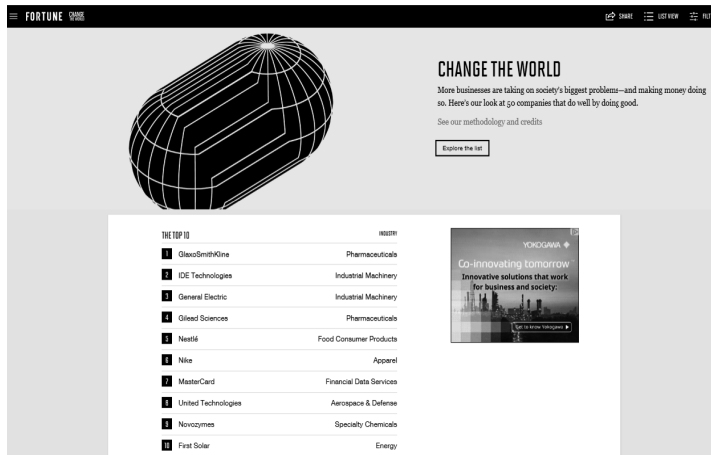 FORTUNE CHANGE THE WORLD
SHARE LIST VIEW FILT
CHANGE THE WORLD
More businesses are taking on society's biggest problems—and making money doing
so. Here's our look at 50 companies that do well by doing good.
See our methodology and credits
Explore the list
THE TOP 10 INDUSTRY
1 GlaxoSmithKline Pharmaceuticals
2 IDE Technologies Industrial Machinery
3 General Electric Industrial Machinery
4 Gilead Sciences Pharmaceuticals
5 Nestlé Food Consumer Products
6 Nike Apparel
7 MasterCard Financial Data Services
8 United Technologies Aerospace & Defense
9 Novozymes Specialty Chemicals
10 First Solar Energy
YOKOGAWA
Co-innovating tomorrow™
Innovative solutions that work
for business and society:
Get to know Yokogawa